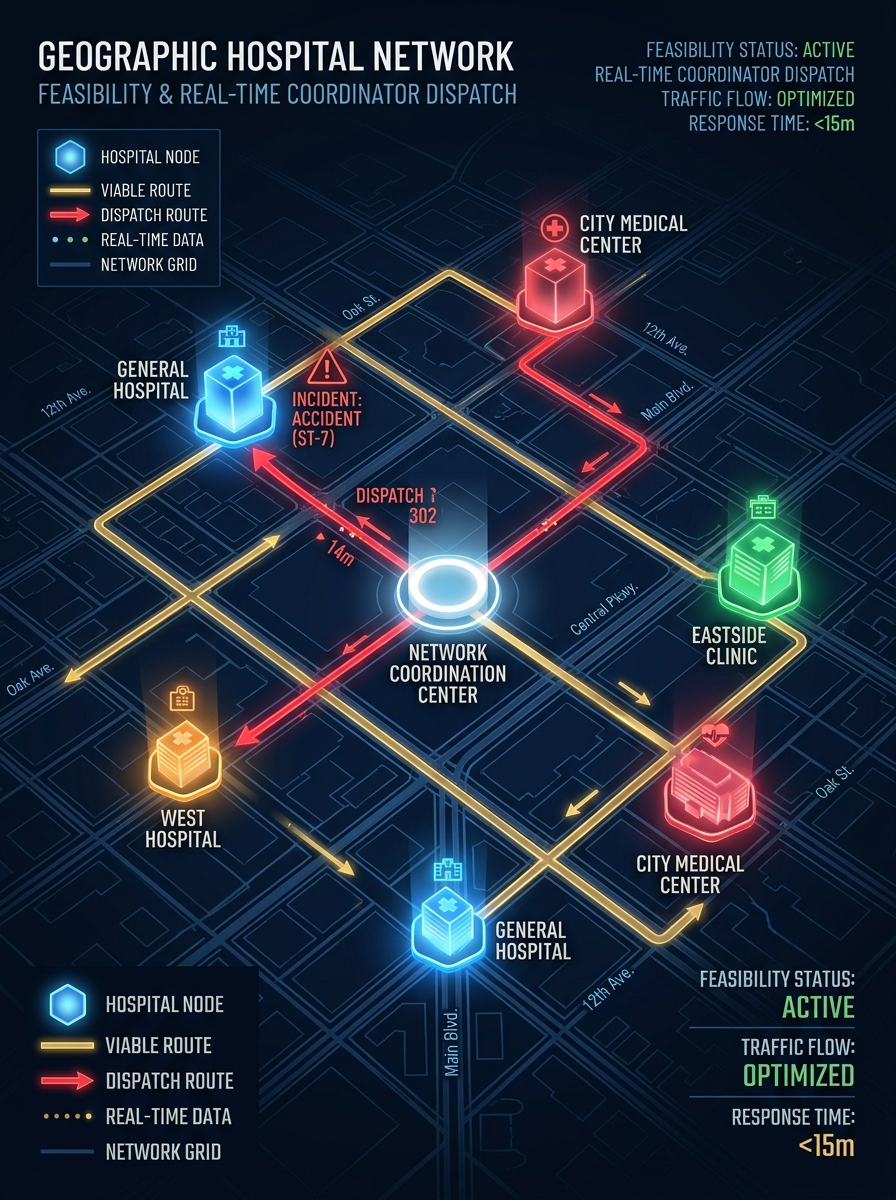 GEOGRAPHIC HOSPITAL NETWORK
FEASIBILITY & REAL-TIME COORDINATOR DISPATCH
FEASIBILITY STATUS: ACTIVE
REAL-TIME COORDINATOR DISPATCH
TRAFFIC FLOW: OPTIMIZED
RESPONSE TIME: <15m
HOSPITAL NODE
VIABLE ROUTE
DISPATCH ROUTE
REAL-TIME DATA
NETWORK GRID
CITY MEDICAL
CENTER
Oak St.
12th Ave.
GENERAL
HOSPITAL
12th Ave.
INCIDENT:
ACCIDENT
(ST-7)
Main Blvd.
DISPATCH
302
14m
Central Pkwy.
EASTSIDE
CLINIC
NETWORK
COORDINATION
CENTER
Oak Ave.
WEST
HOSPITAL
Oak St.
CITY MEDICAL
CENTER
GENERAL
HOSPITAL
12th Ave.
Main Blvd.
HOSPITAL NODE
VIABLE ROUTE
DISPATCH ROUTE
REAL-TIME DATA
NETWORK GRID
FEASIBILITY STATUS:
ACTIVE
TRAFFIC FLOW:
OPTIMIZED
RESPONSE TIME:
<15m